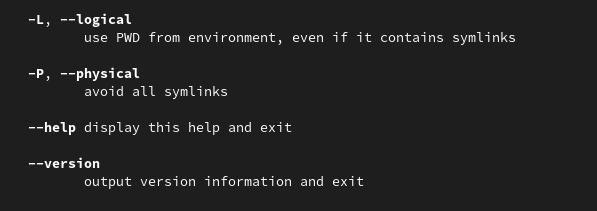 -L, --logical
use PWD from environment, even if it contains symlinks
-P, --physical
avoid all symlinks
--help display this help and exit
--version
output version information and exit